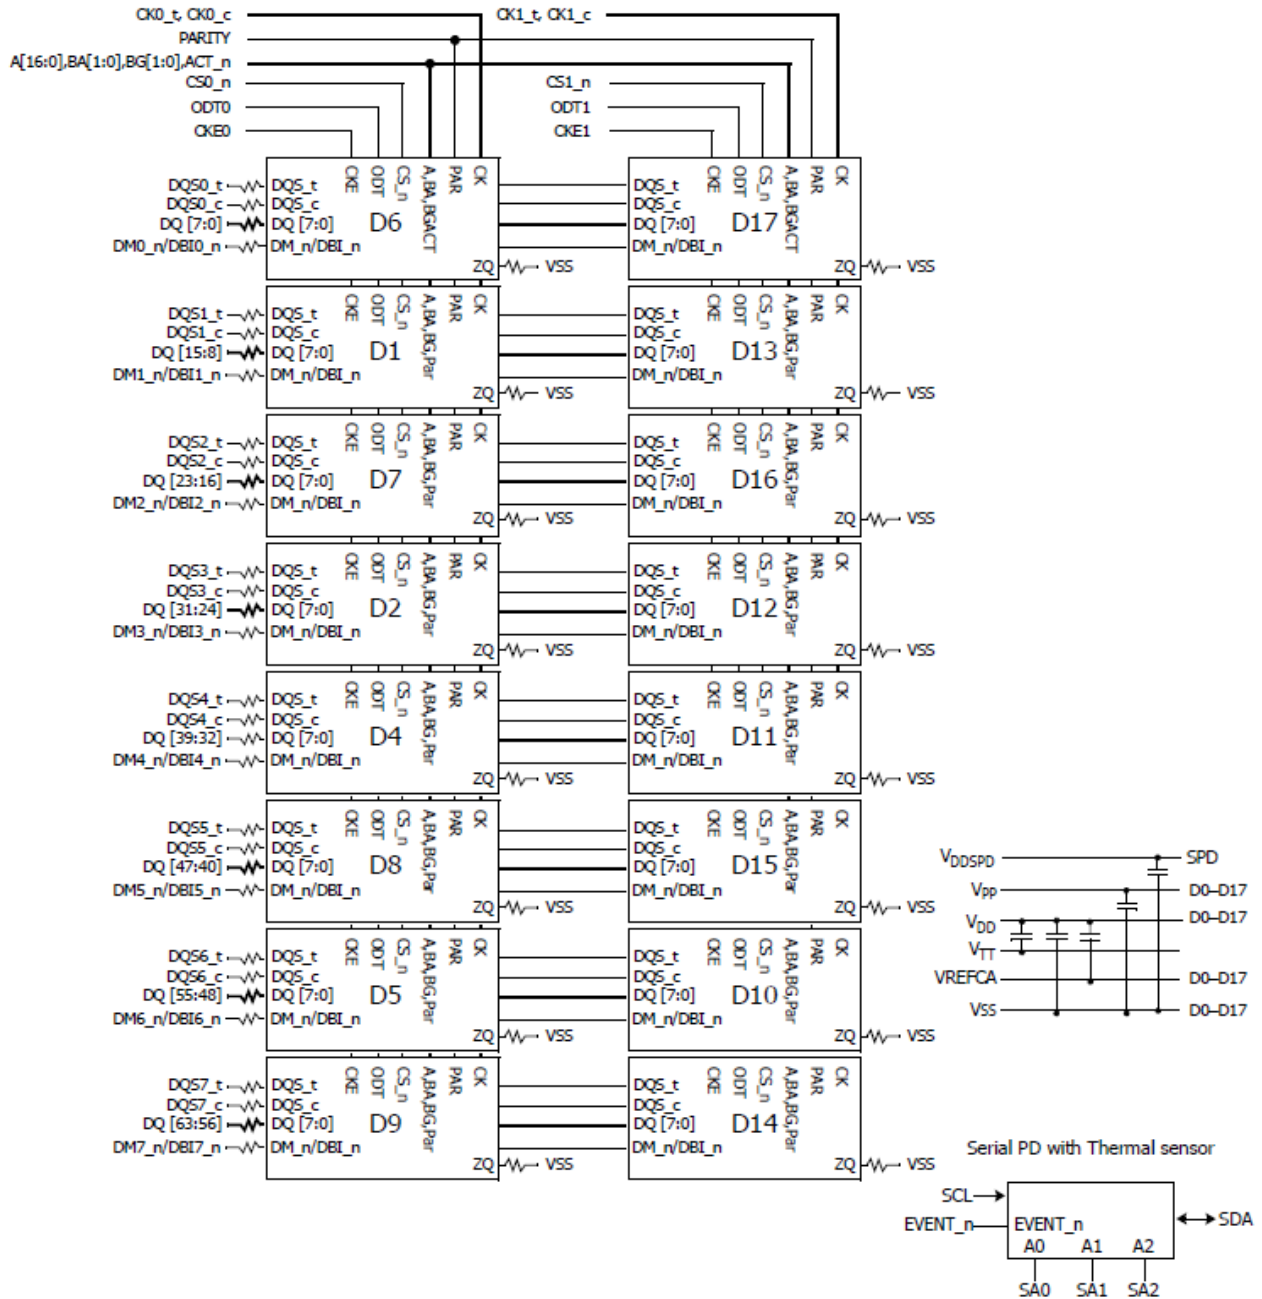 CK0_t, CK0_c CK1_t, CK1_c
PARITY
A[16:0],BA[1:0],BG[1:0],ACT_n
CS0_n CS1_n
ODT0 ODT1
CKE0 CKE1
CKE ODT CS_n A,BA,BGACT PAR CK CKE ODT CS_n A,BA,BGACT PAR CK
DQS0_t DQS_t DQS_t
DQS0_c DQS_c DQS_c
DQ [7:0] DQ [7:0] D6 DQ [7:0] D17
DM0_n/DBI0_n DM_n/DBI_n DM_n/DBI_n
ZQ VSS ZQ VSS
CKE ODT CS_n A,BA,BG,Par PAR CK CKE ODT CS_n A,BA,BG,Par PAR CK
DQS1_t DQS_t DQS_t
DQS1_c DQS_c DQS_c
DQ [15:8] DQ [7:0] D1 DQ [7:0] D13
DM1_n/DBI1_n DM_n/DBI_n DM_n/DBI_n
ZQ VSS ZQ VSS
CKE ODT CS_n A,BA,BG,Par PAR CK CKE ODT CS_n A,BA,BG,Par PAR CK
DQS2_t DQS_t DQS_t
DQS2_c DQS_c DQS_c
DQ [23:16] DQ [7:0] D7 DQ [7:0] D16
DM2_n/DBI2_n DM_n/DBI_n DM_n/DBI_n
ZQ VSS ZQ VSS
CKE ODT CS_n A,BA,BG,Par PAR CK CKE ODT CS_n A,BA,BG,Par PAR CK
DQS3_t DQS_t DQS_t
DQS3_c DQS_c DQS_c
DQ [31:24] DQ [7:0] D2 DQ [7:0] D12
DM3_n/DBI3_n DM_n/DBI_n DM_n/DBI_n
ZQ VSS ZQ VSS
CKE ODT CS_n A,BA,BG,Par PAR CK CKE ODT CS_n A,BA,BG,Par PAR CK
DQS4_t DQS_t DQS_t
DQS4_c DQS_c DQS_c
DQ [39:32] DQ [7:0] D4 DQ [7:0] D11
DM4_n/DBI4_n DM_n/DBI_n DM_n/DBI_n
ZQ VSS ZQ VSS
CKE ODT CS_n A,BA,BG,Par PAR CK CKE ODT CS_n A,BA,BG,Par PAR CK
DQS5_t DQS_t DQS_t
DQS5_c DQS_c DQS_c
DQ [47:40] DQ [7:0] D8 DQ [7:0] D15
DM5_n/DBI5_n DM_n/DBI_n DM_n/DBI_n
ZQ VSS ZQ VSS
CKE ODT CS_n A,BA,BG,Par PAR CK CKE ODT CS_n A,BA,BG,Par PAR CK
DQS6_t DQS_t DQS_t
DQS6_c DQS_c DQS_c
DQ [55:48] DQ [7:0] D5 DQ [7:0] D10
DM6_n/DBI6_n DM_n/DBI_n DM_n/DBI_n
ZQ VSS ZQ VSS
CKE ODT CS_n A,BA,BG,Par PAR CK CKE ODT CS_n A,BA,BG,Par PAR CK
DQS7_t DQS_t DQS_t
DQS7_c DQS_c DQS_c
DQ [63:56] DQ [7:0] D9 DQ [7:0] D14
DM7_n/DBI7_n DM_n/DBI_n DM_n/DBI_n
ZQ VSS ZQ VSS
VDDSPD SPD
Vpp D0–D17
VDD D0–D17
VTT
VREFCA D0–D17
VSS D0–D17
Serial PD with Thermal sensor
SCL
SDA
EVENT_n EVENT_n
A0 A1 A2
SA0 SA1 SA2